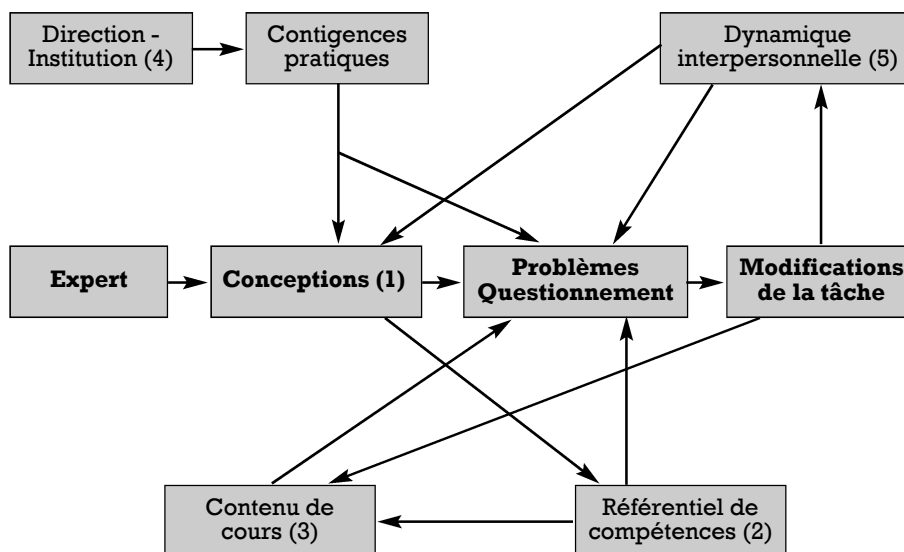 Direction -
Institution (4)
Contigences
pratiques
Dynamique
interpersonnelle (5)
Expert
Conceptions (1)
Problèmes
Questionnement
Modifications
de la tâche
Contenu de
cours (3)
Référentiel de
compétences (2)